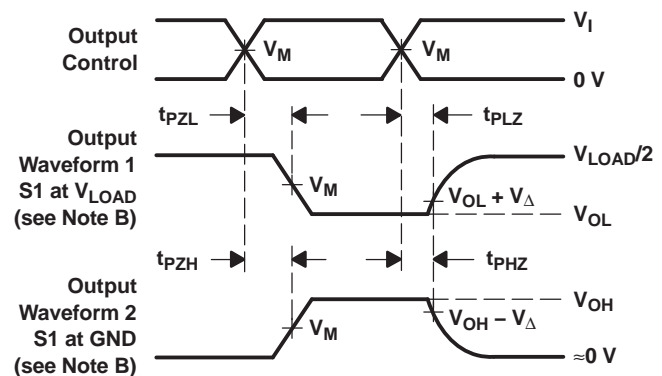 Output
Control
V_M
V_M
V_I
0 V
t_PZL
t_PLZ
Output
Waveform 1
S1 at V_LOAD
(see Note B)
V_M
V_LOAD/2
V_OL + V_Δ
V_OL
t_PZH
t_PHZ
Output
Waveform 2
S1 at GND
(see Note B)
V_M
V_OH
V_OH − V_Δ
≈0 V